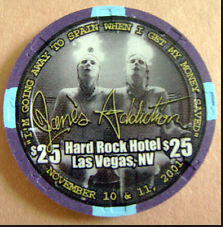 "I'M GOING AWAY TO SPAIN WHEN I GET MY MONEY SAVED"
Jane's Addiction
$25 Hard Rock Hotel $25
Las Vegas, NV
NOVEMBER 10 & 11, 2001